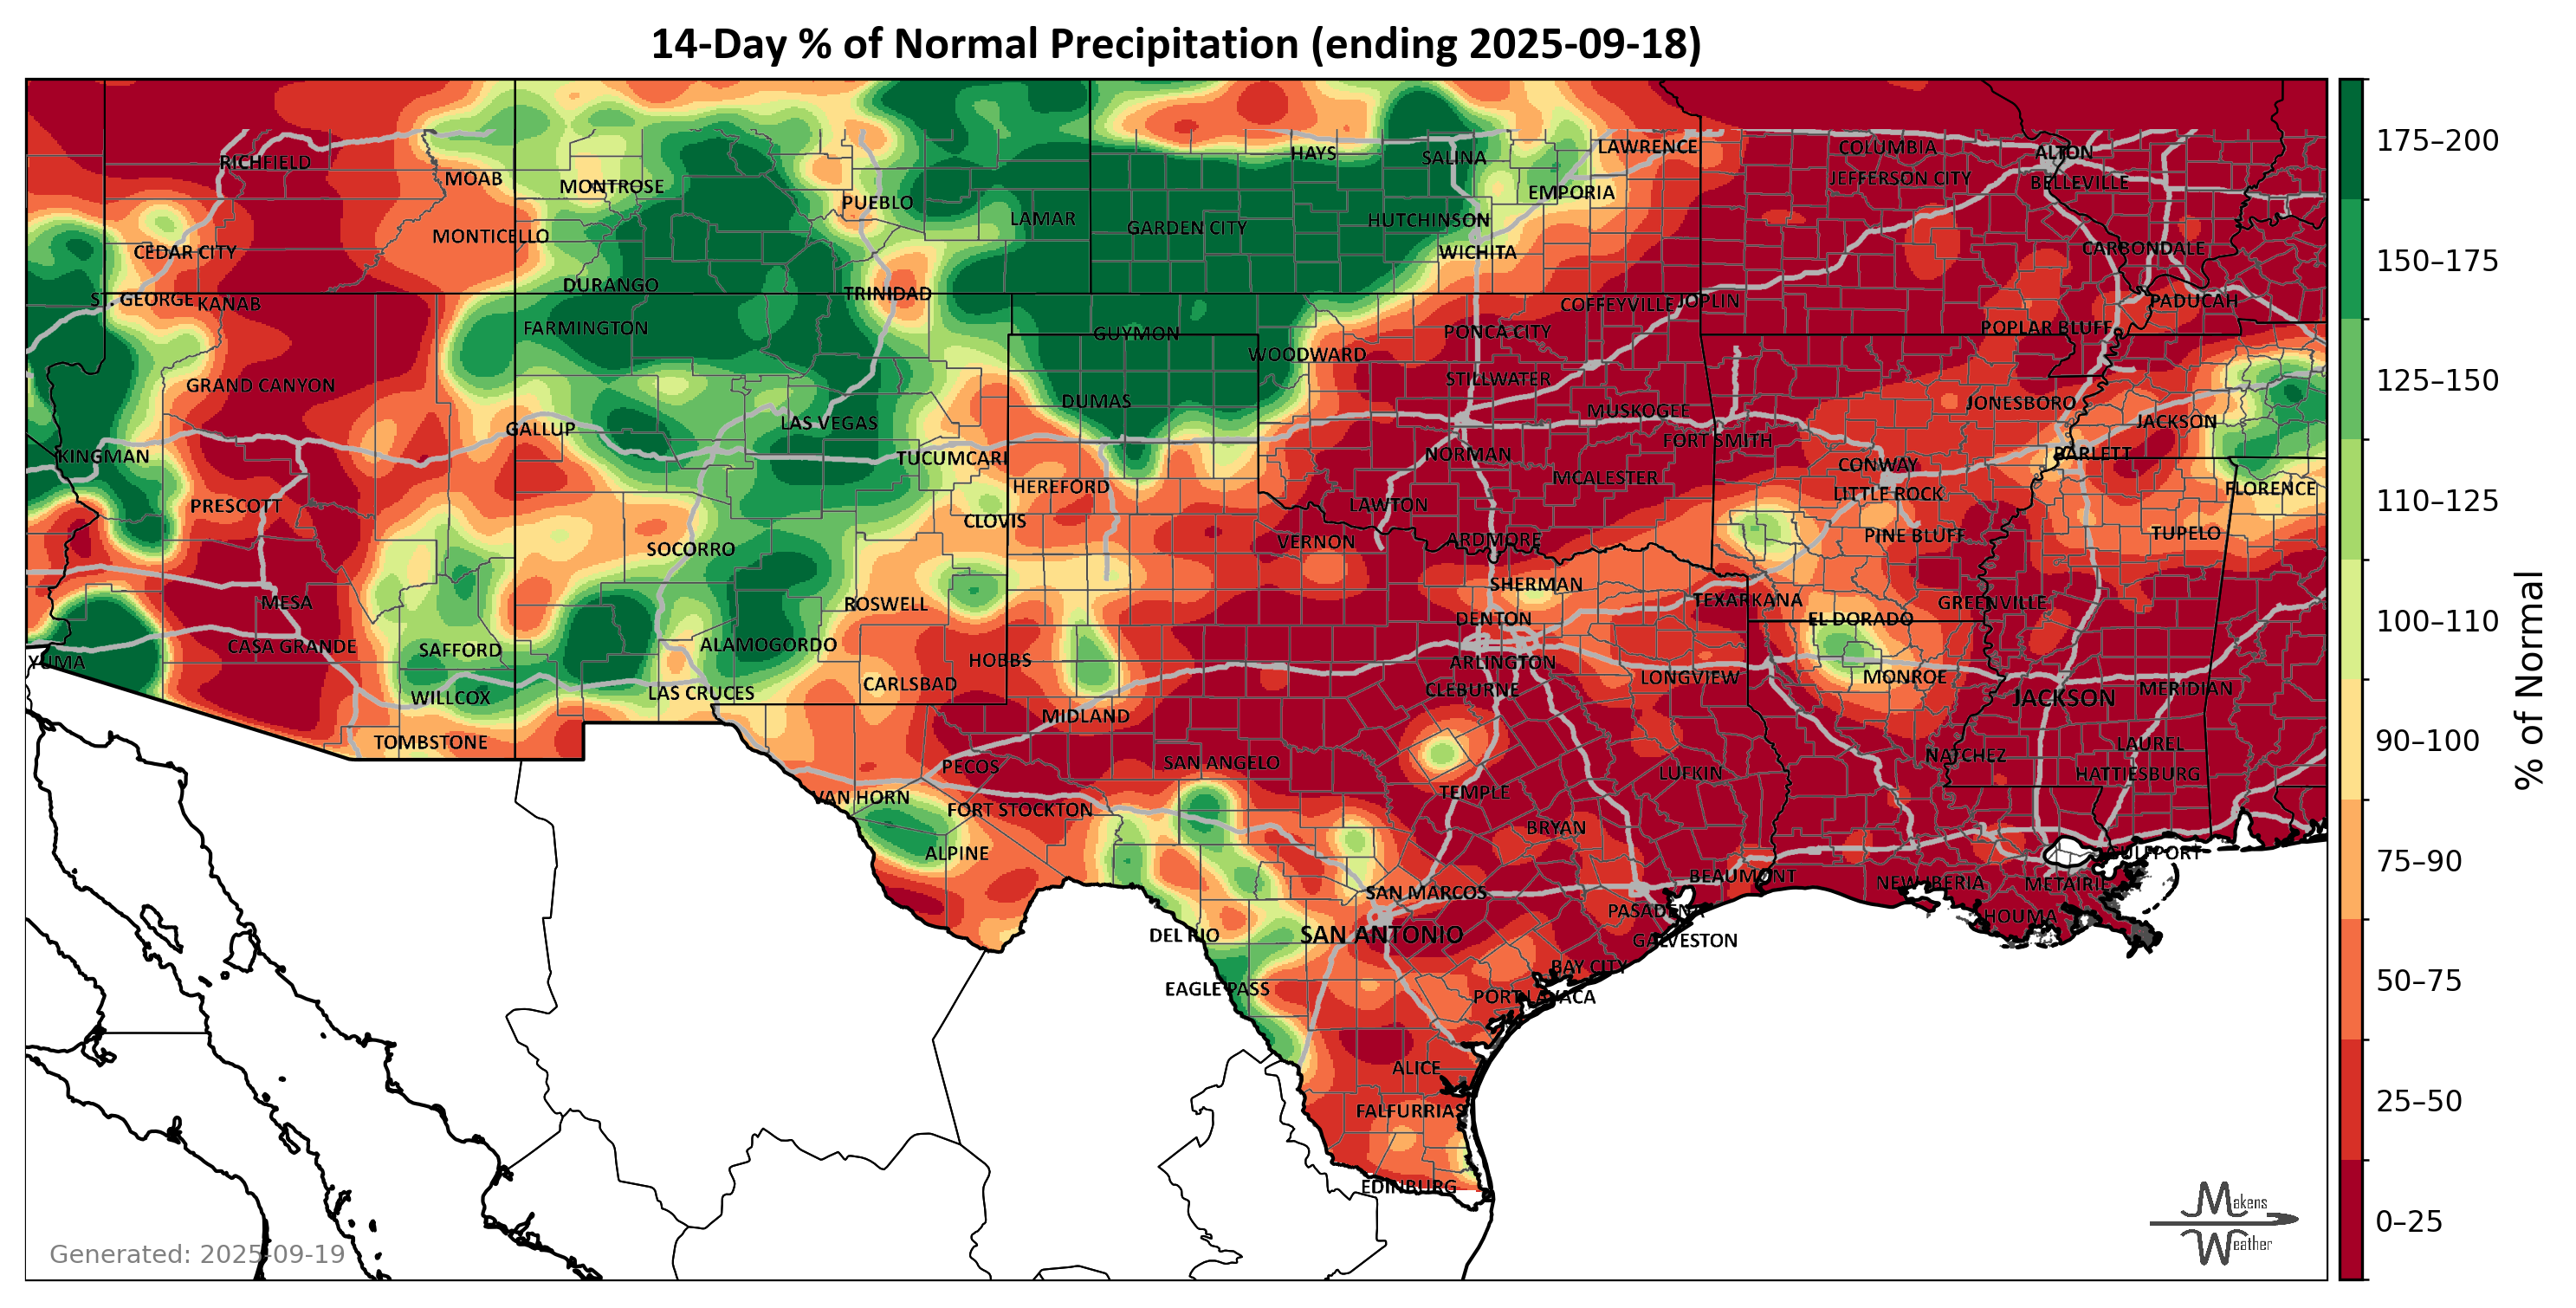 14-Day % of Normal Precipitation (ending 2025-09-18)
RICHFIELD
MOAB
MONTROSE
PUEBLO
LAMAR
HAYS
SALINA
LAWRENCE
EMPORIA
COLUMBIA
ALTON
JEFFERSON CITY
BELLEVILLE
GARDEN CITY
HUTCHINSON
WICHITA
MONTICELLO
CEDAR CITY
CARBONDALE
DURANGO
TRINIDAD
ST. GEORGE
KANAB
COFFEYVILLE
JOPLIN
PADUCAH
FARMINGTON
GUYMON
PONCA CITY
POPLAR BLUFF
WOODWARD
GRAND CANYON
STILLWATER
DUMAS
MUSKOGEE
JONESBORO
JACKSON
GALLUP
LAS VEGAS
FORT SMITH
KINGMAN
TUCUMCARI
NORMAN
BARLETT
CONWAY
MCALESTER
HEREFORD
LITTLE ROCK
FLORENCE
PRESCOTT
LAWTON
CLOVIS
PINE BLUFF
TUPELO
SOCORRO
VERNON
ARDMORE
SHERMAN
MESA
ROSWELL
TEXARKANA
GREENVILLE
DENTON
EL DORADO
CASA GRANDE
SAFFORD
ALAMOGORDO
HOBBS
ARLINGTON
YUMA
WILLCOX
LAS CRUCES
CARLSBAD
CLEBURNE
LONGVIEW
MONROE
JACKSON
MERIDIAN
MIDLAND
TOMBSTONE
LAUREL
NATCHEZ
PECOS
SAN ANGELO
LUFKIN
HATTIESBURG
VAN HORN
FORT STOCKTON
TEMPLE
BRYAN
ALPINE
GULFPORT
SAN MARCOS
BEAUMONT
NEW IBERIA
METAIRIE
PASADENA
HOUMA
DEL RIO
SAN ANTONIO
GALVESTON
BAY CITY
EAGLE PASS
PORT LAVACA
ALICE
FALFURRIAS
EDINBURG
Generated: 2025-09-19
Makens
Weather
175–200
150–175
125–150
110–125
100–110
90–100
75–90
50–75
25–50
0–25
% of Normal